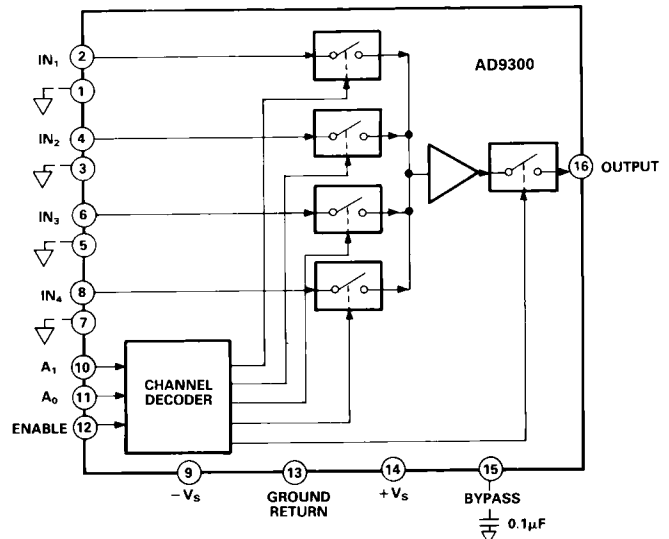 AD9300
IN₁ 2
1
IN₂ 4
3
IN₃ 6
5
IN₄ 8
7
A₁ 10
A₀ 11
ENABLE 12
CHANNEL
DECODER
16 OUTPUT
9
−Vₛ
13
GROUND
RETURN
14
+Vₛ
15
BYPASS
0.1µF